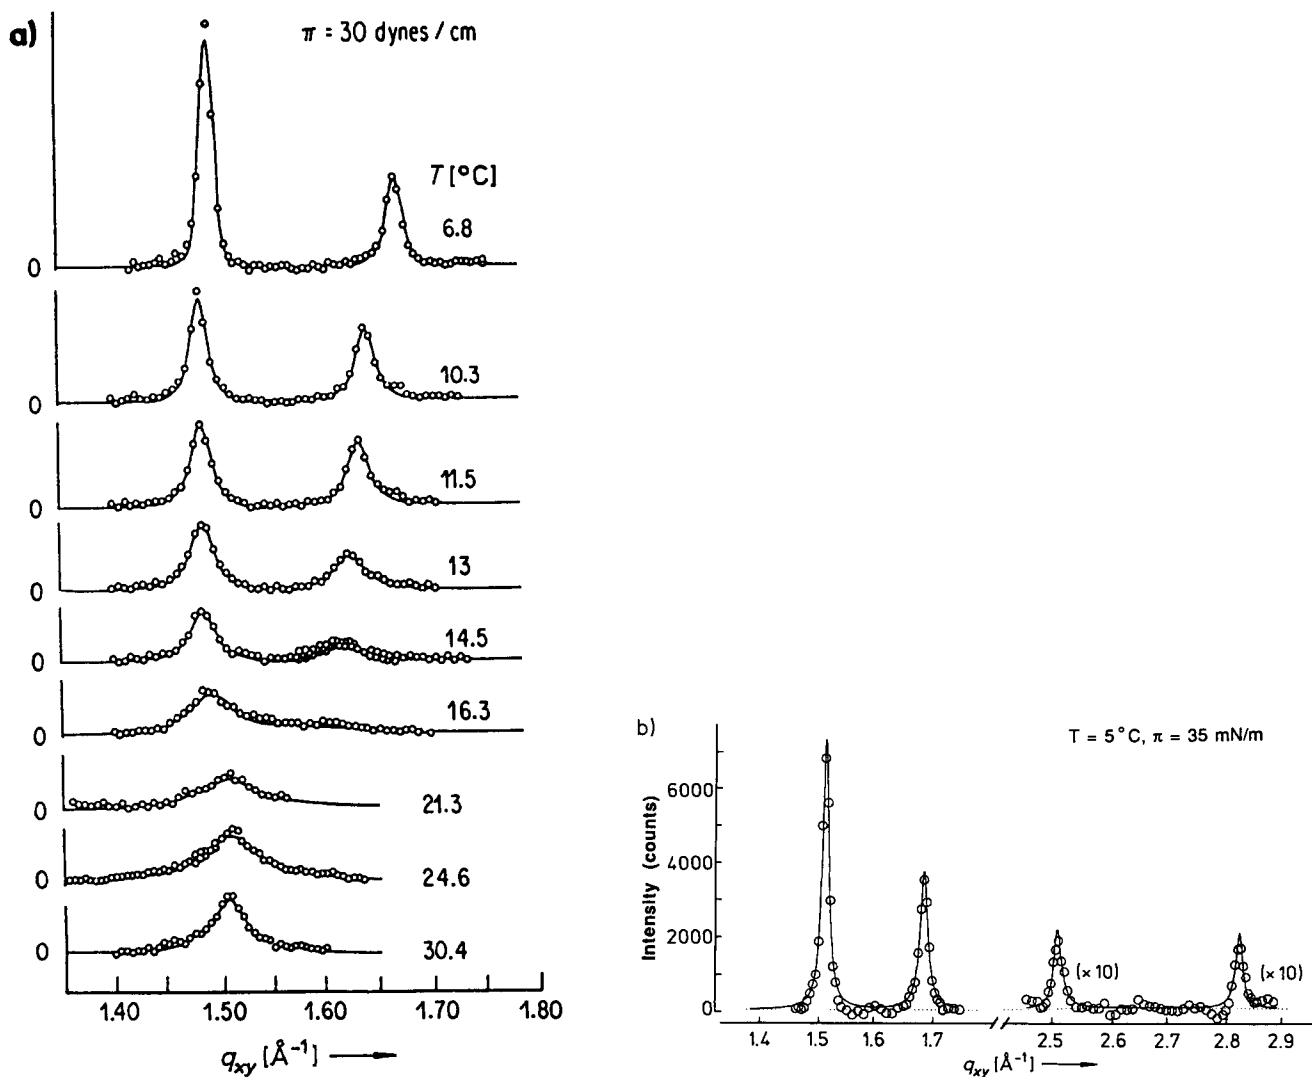 a)
π = 30 dynes / cm
T [°C]
6.8
0
10.3
0
11.5
0
13
0
14.5
0
16.3
0
21.3
0
24.6
0
30.4
0
1.40 1.50 1.60 1.70 1.80
q_xy [Å⁻¹]
b)
T = 5°C, π = 35 mN/m
Intensity (counts)
6000
4000
2000
(×10) (×10)
0
1.4 1.5 1.6 1.7 2.5 2.6 2.7 2.8 2.9
q_xy [Å⁻¹]